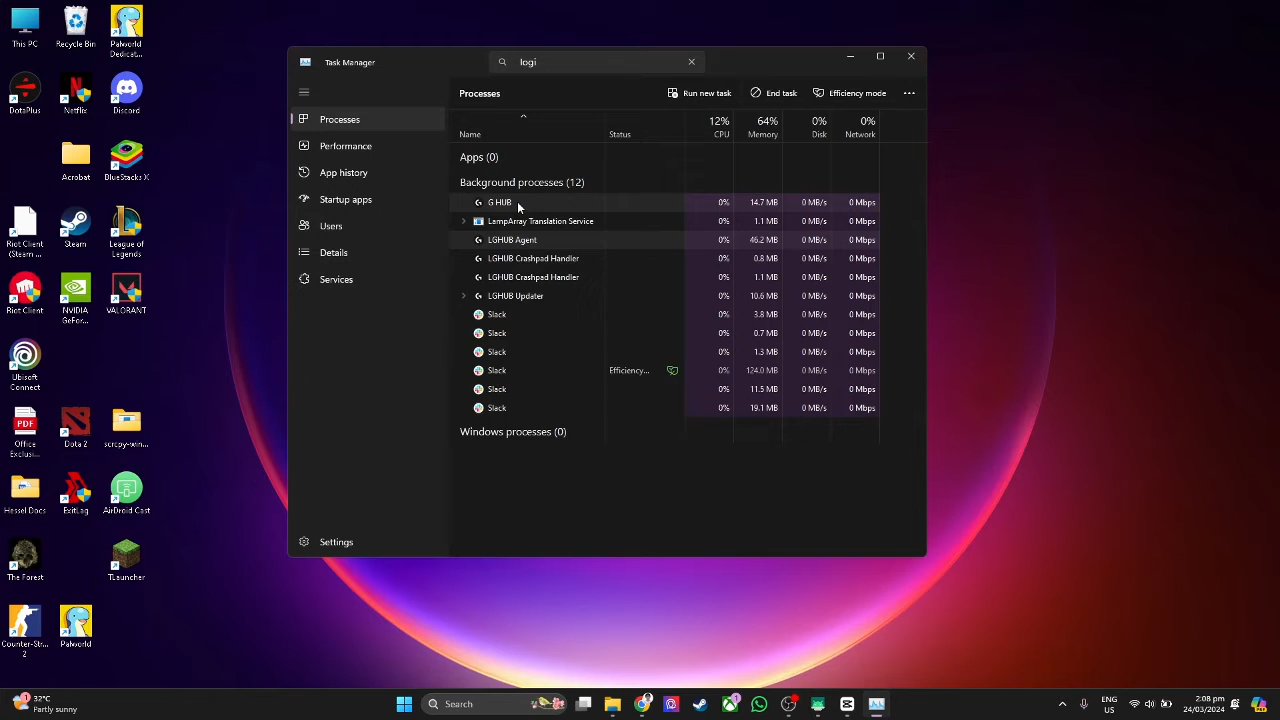 This PC
Recycle Bin
Palworld
Dedicat...
DotaPlus
Netflix
Discord
Acrobat
BlueStacks X
Riot Client
(Steam ...
Steam
League of
Legends
Riot Client
NVIDIA
GeFor...
VALORANT
Ubisoft
Connect
Office
Exclusi...
Dota 2
scrcpy-win...
Hessel Docs
ExitLag
AirDroid Cast
The Forest
TLauncher
Counter-Str...
2
Palworld
Task Manager
logi
Processes
Performance
App history
Startup apps
Users
Details
Services
Settings
Processes
Run new task
End task
Efficiency mode
12% 64% 0% 0%
Name Status CPU Memory Disk Network
Apps (0)
Background processes (12)
G HUB 0% 14.7 MB 0 MB/s 0 Mbps
LampArray Translation Service 0% 1.1 MB 0 MB/s 0 Mbps
LGHUB Agent 0% 46.2 MB 0 MB/s 0 Mbps
LGHUB Crashpad Handler 0% 0.8 MB 0 MB/s 0 Mbps
LGHUB Crashpad Handler 0% 1.1 MB 0 MB/s 0 Mbps
LGHUB Updater 0% 10.6 MB 0 MB/s 0 Mbps
Slack 0% 3.8 MB 0 MB/s 0 Mbps
Slack 0% 0.7 MB 0 MB/s 0 Mbps
Slack 0% 1.3 MB 0 MB/s 0 Mbps
Slack Efficiency... 0% 124.0 MB 0 MB/s 0 Mbps
Slack 0% 11.5 MB 0 MB/s 0 Mbps
Slack 0% 19.1 MB 0 MB/s 0 Mbps
Windows processes (0)
1
32°C
Partly sunny
Search
1
ENG
US
2:08 pm
24/03/2024